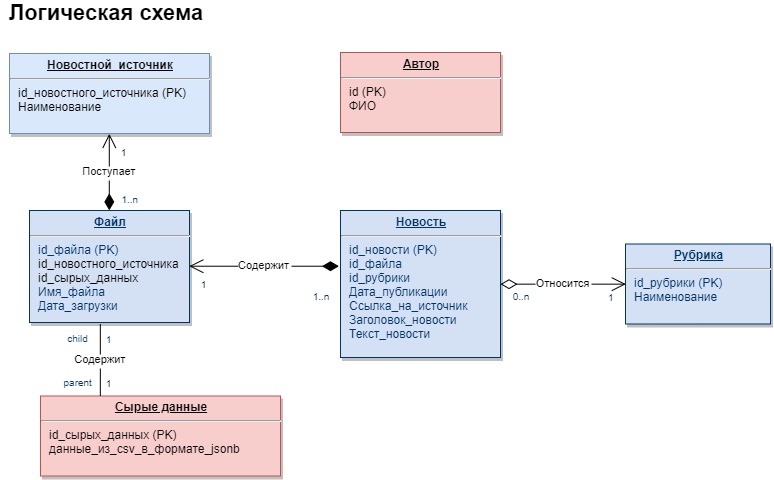 Логическая схема
Новостной_источник
id_новостного_источника (PK)
Наименование
Автор
id (PK)
ФИО
1
Поступает
1..n
Файл
id_файла (PK)
id_новостного_источника
id_сырых_данных
Имя_файла
Дата_загрузки
1
Содержит
1..n
Новость
id_новости (PK)
id_файла
id_рубрики
Дата_публикации
Ссылка_на_источник
Заголовок_новости
Текст_новости
0..n
Относится
1
Рубрика
id_рубрики (PK)
Наименование
child
1
Содержит
parent
1
Сырые данные
id_сырых_данных (PK)
данные_из_csv_в_формате_jsonb